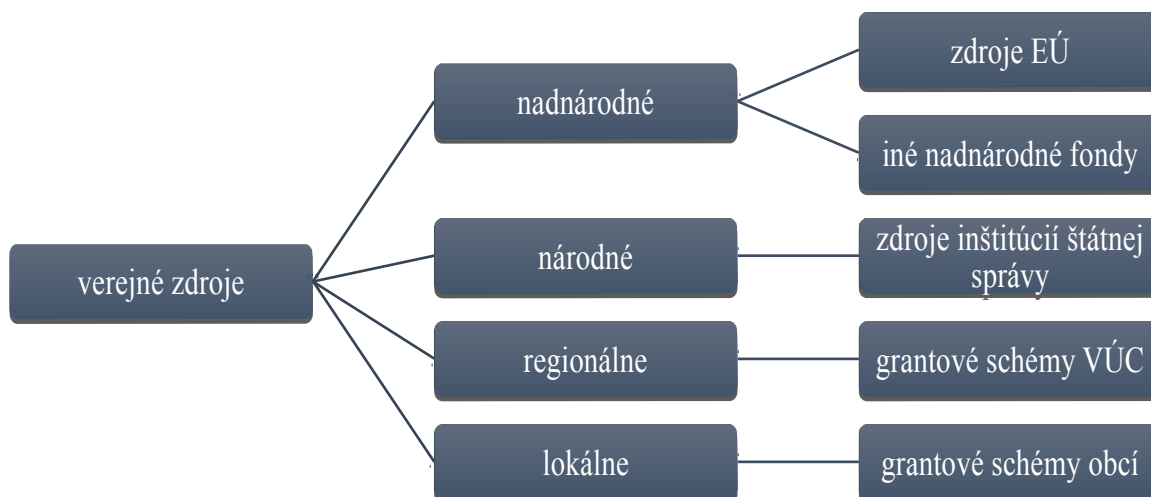 verejné zdroje
nadnárodné
zdroje EÚ
iné nadnárodné fondy
národné
zdroje inštitúcií štátnej
správy
regionálne
grantové schémy VÚC
lokálne
grantové schémy obcí